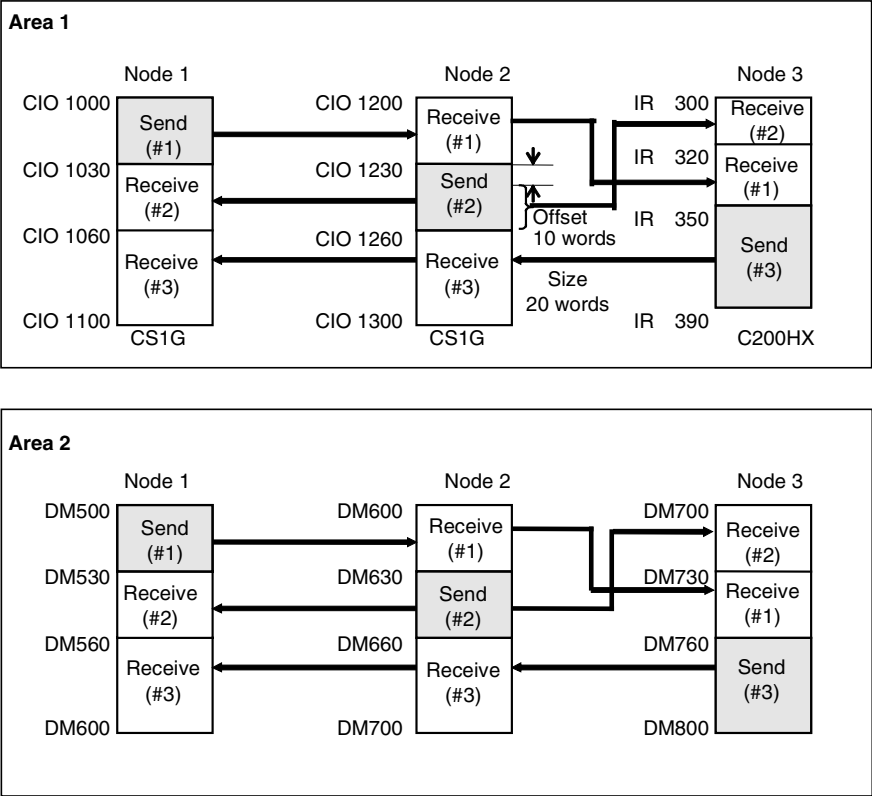 Area 1
Node 1
Node 2
Node 3
CIO 1000
Send
(#1)
CIO 1030
Receive
(#2)
CIO 1060
Receive
(#3)
CIO 1100
CS1G
CIO 1200
Receive
(#1)
CIO 1230
Send
(#2)
Offset
10 words
CIO 1260
Receive
(#3)
Size
20 words
CIO 1300
CS1G
IR 300
Receive
(#2)
IR 320
Receive
(#1)
IR 350
Send
(#3)
IR 390
C200HX
Area 2
Node 1
Node 2
Node 3
DM500
Send
(#1)
DM530
Receive
(#2)
DM560
Receive
(#3)
DM600
DM600
Receive
(#1)
DM630
Send
(#2)
DM660
Receive
(#3)
DM700
DM700
Receive
(#2)
DM730
Receive
(#1)
DM760
Send
(#3)
DM800